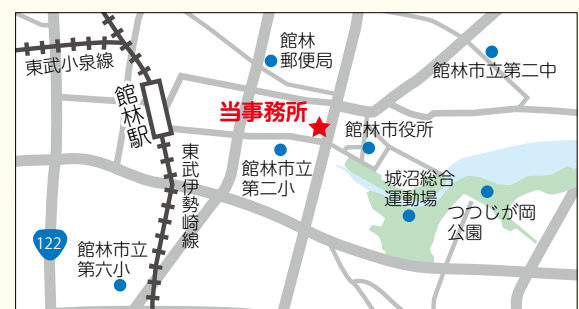 東武小泉線
館林駅
東武伊勢崎線
館林
郵便局
館林市立第二中
当事務所
館林市役所
館林市立
第二小
城沼総合
運動場
つつじが岡
公園
122
館林市立
第六小